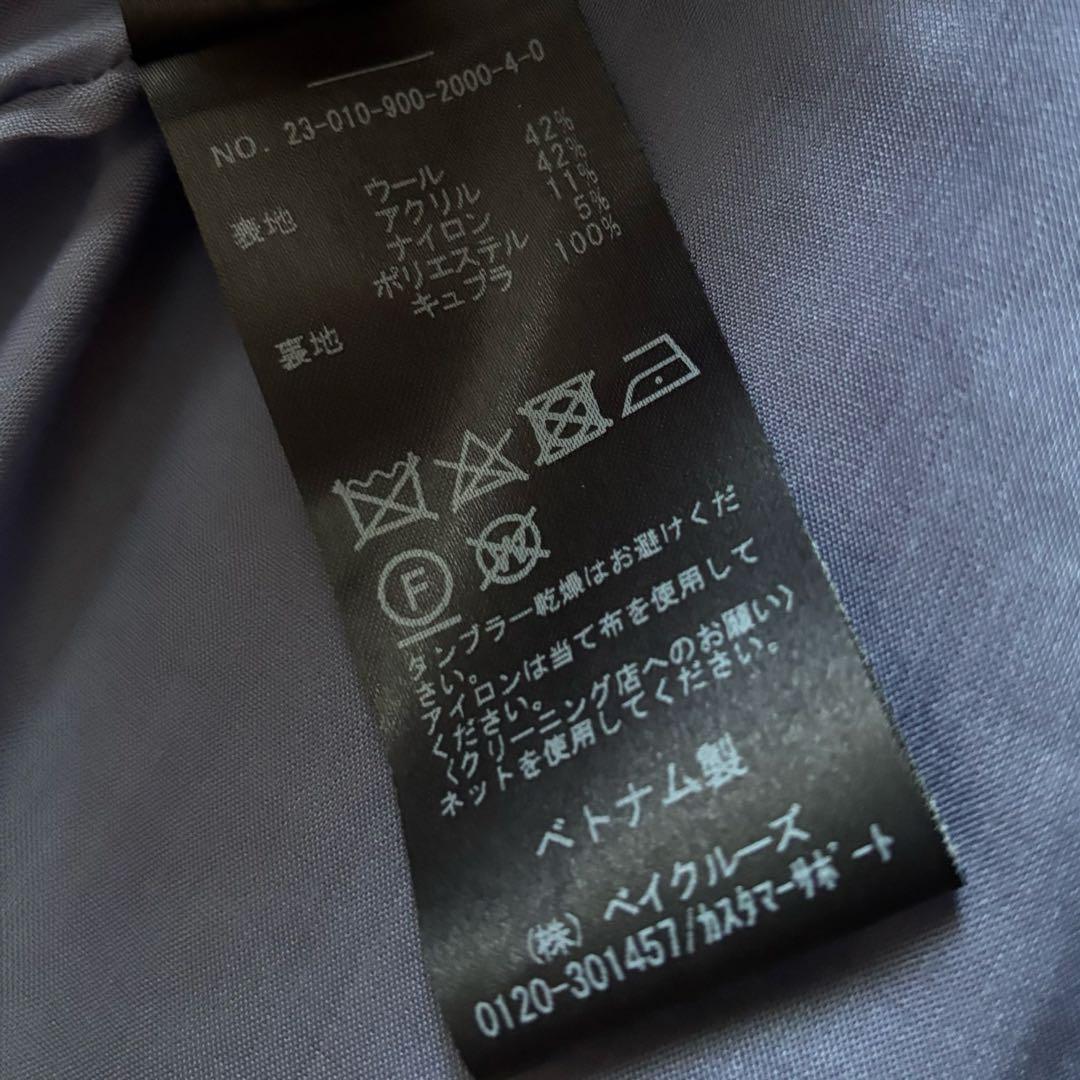 NO. 23-010-900-2000-4-0
表地 ウール 42%
アクリル 42%
ナイロン 11%
ポリエステル 5%
裏地 キュプラ 100%
F W
タンブラー乾燥はお避けくだ
さい。
アイロンは当て布を使用して
ください。
〈クリーニング店へのお願い〉
ネットを使用してください。
ベトナム製
(株) ベイクルーズ
0120-301457/カスタマーサポート